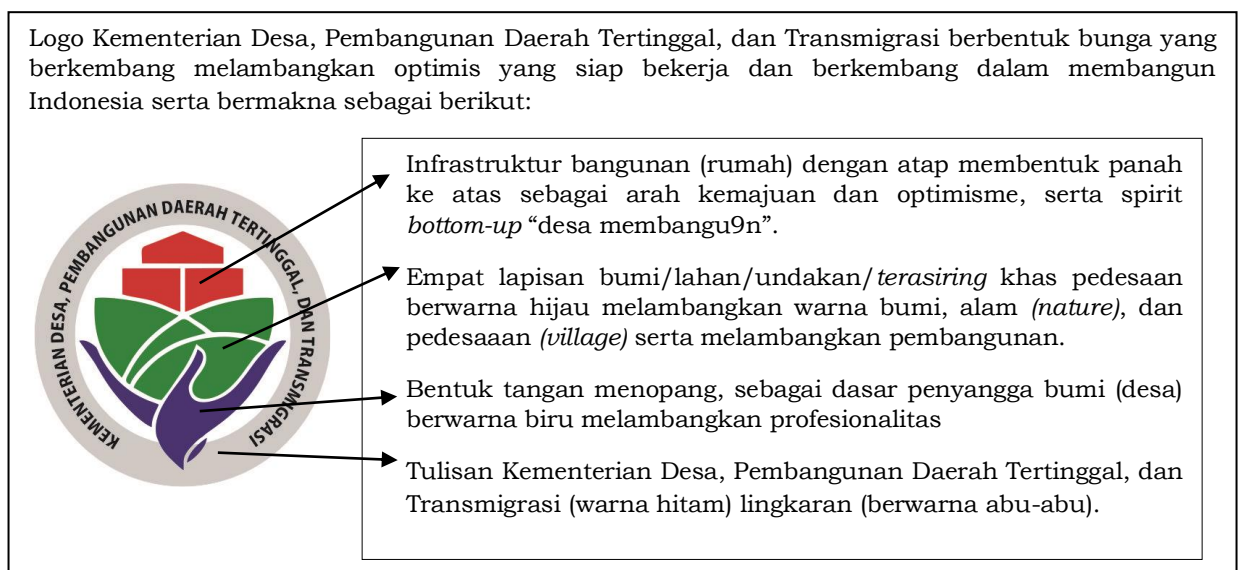 Logo Kementerian Desa, Pembangunan Daerah Tertinggal, dan Transmigrasi berbentuk bunga yang
berkembang melambangkan optimis yang siap bekerja dan berkembang dalam membangun
Indonesia serta bermakna sebagai berikut:
KEMENTERIAN DESA, PEMBANGUNAN DAERAH TERTINGGAL, DAN TRANSMIGRASI
Infrastruktur bangunan (rumah) dengan atap membentuk panah
ke atas sebagai arah kemajuan dan optimisme, serta spirit
bottom-up “desa membangu9n”.
Empat lapisan bumi/lahan/undakan/terasiring khas pedesaan
berwarna hijau melambangkan warna bumi, alam (nature), dan
pedesaaan (village) serta melambangkan pembangunan.
Bentuk tangan menopang, sebagai dasar penyangga bumi (desa)
berwarna biru melambangkan profesionalitas
Tulisan Kementerian Desa, Pembangunan Daerah Tertinggal, dan
Transmigrasi (warna hitam) lingkaran (berwarna abu-abu).